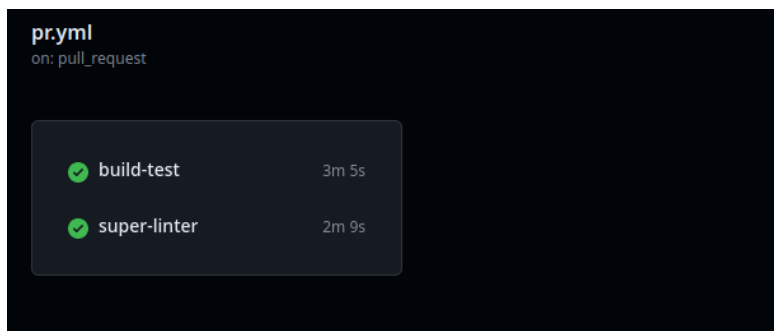 pr.yml
on: pull_request
build-test 3m 5s
super-linter 2m 9s